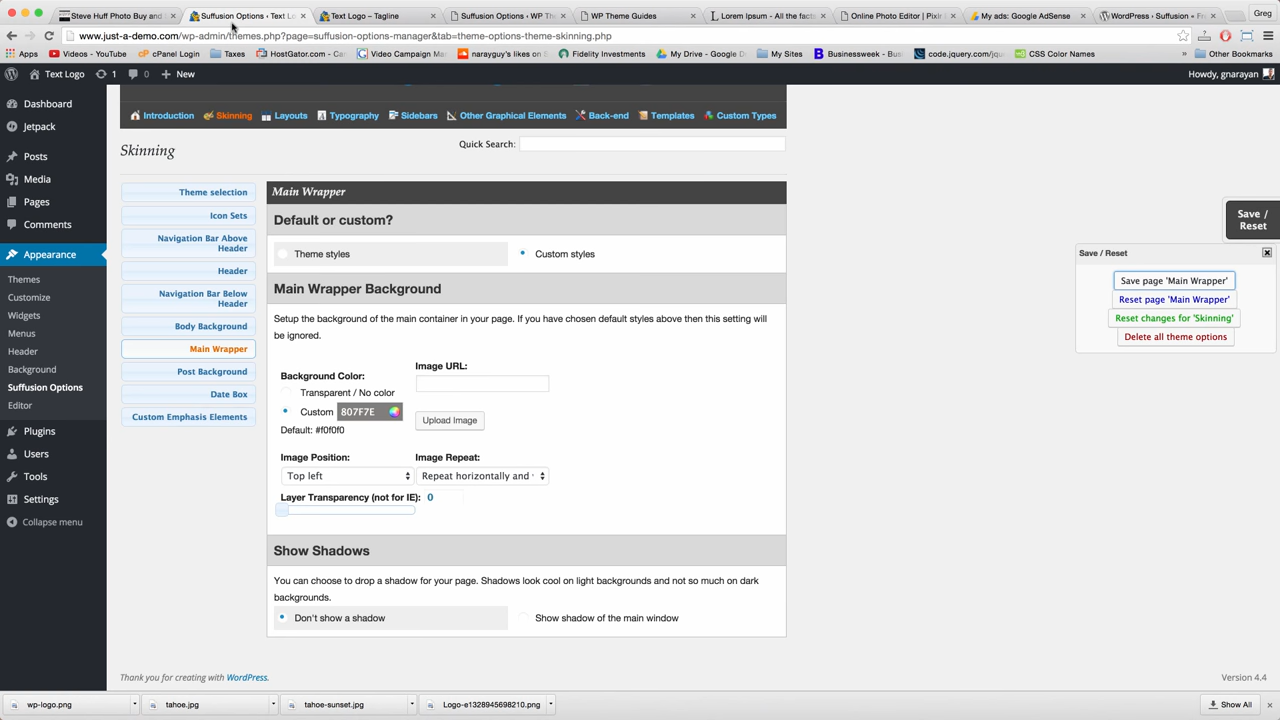 Steve Huff Photo Buy and
Suffusion Options ‹ Text Lo
Text Logo – Tagline
Suffusion Options ‹ WP Th
WP Theme Guides
Lorem Ipsum - All the facts
Online Photo Editor | Pixlr
My ads: Google AdSense
WordPress › Suffusion « Fr
Greg
www.just-a-demo.com/wp-admin/themes.php?page=suffusion-options-manager&tab=theme-options-theme-skinning.php
Apps
Videos - YouTube
cPanel Login
Taxes
HostGator.com - W
Video Campaign Ma
narayguy's likes on S
Fidelity Investments
My Drive - Google D
My Sites
Businessweek - Busi
code.jquery.com/jqu
CSS Color Names
»
Other Bookmarks
Text Logo
1
0
+ New
Howdy, gnarayan
Dashboard
Jetpack
Posts
Media
Pages
Comments
Appearance
Themes
Customize
Widgets
Menus
Header
Background
Suffusion Options
Editor
Plugins
Users
Tools
Settings
Collapse menu
Introduction
Skinning
Layouts
Typography
Sidebars
Other Graphical Elements
Back-end
Templates
Custom Types
Skinning
Quick Search:
Theme selection
Icon Sets
Navigation Bar Above
Header
Header
Navigation Bar Below
Header
Body Background
Main Wrapper
Post Background
Date Box
Custom Emphasis Elements
Main Wrapper
Default or custom?
Theme styles
Custom styles
Main Wrapper Background
Setup the background of the main container in your page. If you have chosen default styles above then this setting will
be ignored.
Background Color:
Image URL:
Transparent / No color
Custom 807F7E
Upload Image
Default: #f0f0f0
Image Position:
Image Repeat:
Top left
Repeat horizontally and
Layer Transparency (not for IE): 0
Show Shadows
You can choose to drop a shadow for your page. Shadows look cool on light backgrounds and not so much on dark
backgrounds.
Don't show a shadow
Show shadow of the main window
Save /
Reset
Save / Reset
Save page 'Main Wrapper'
Reset page 'Main Wrapper'
Reset changes for 'Skinning'
Delete all theme options
Thank you for creating with WordPress.
Version 4.4
wp-logo.png
tahoe.jpg
tahoe-sunset.jpg
Logo-e1328945698210.png
Show All